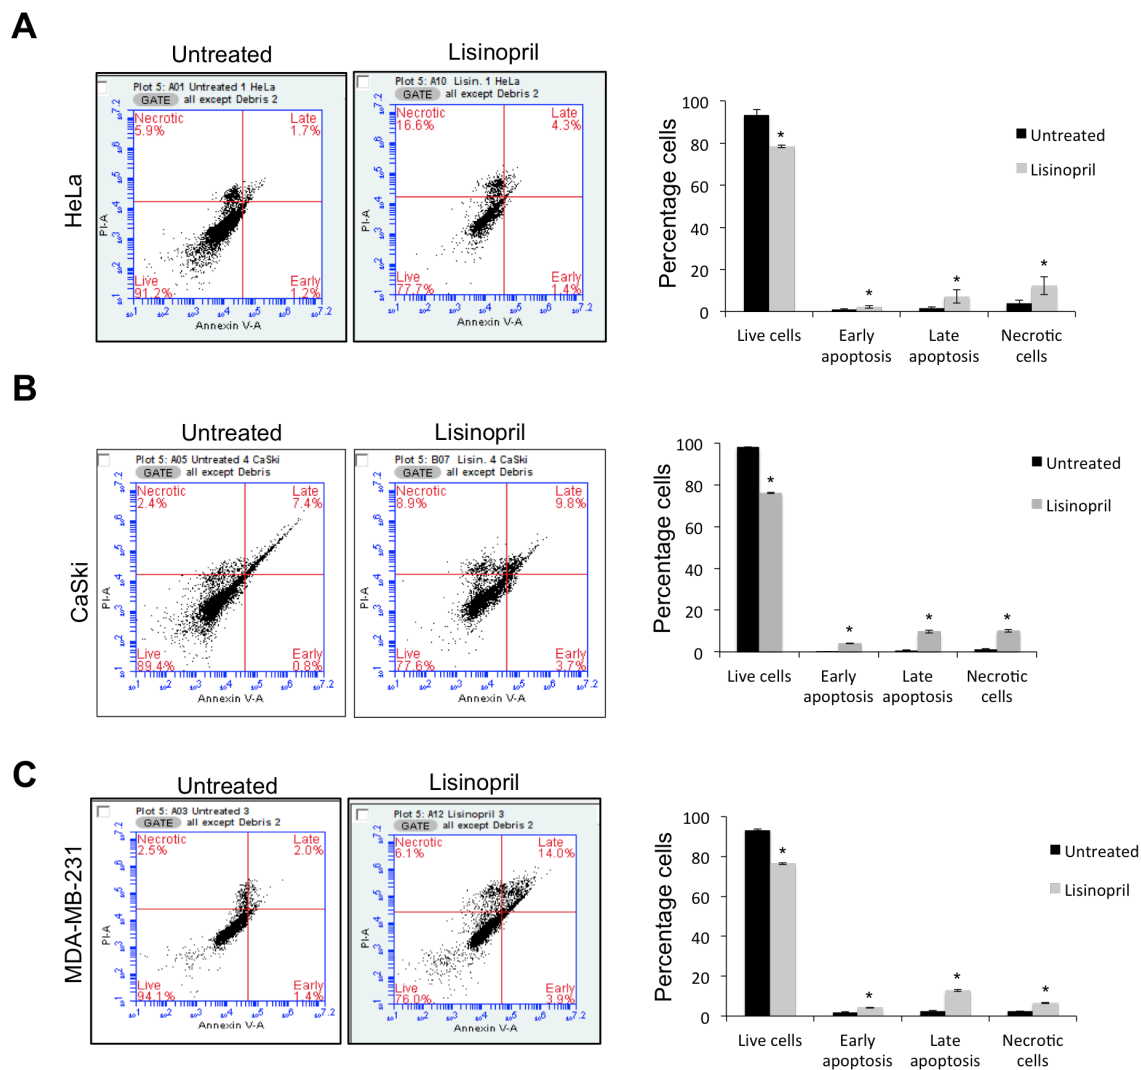 A
Untreated
Lisinopril
HeLa
Plot 5: A01 Untreated 1 HeLa
GATE all except Debris 2
Necrotic
5.9%
Late
1.7%
Live
91.2%
Early
1.2%
PI-A
Annexin V-A
Plot 5: A10 Lisin. 1 HeLa
GATE all except Debris 2
Necrotic
16.6%
Late
4.3%
Live
77.7%
Early
1.4%
PI-A
Annexin V-A
Percentage cells
100
80
60
40
20
0
* * * *
Live cells
Early
apoptosis
Late
apoptosis
Necrotic
cells
Untreated
Lisinopril
B
Untreated
Lisinopril
CaSki
Plot 5: A05 Untreated 4 CaSki
GATE all except Debris
Necrotic
2.4%
Late
7.4%
Live
89.4%
Early
0.8%
PI-A
Annexin V-A
Plot 5: B07 Lisin. 4 CaSki
GATE all except Debris
Necrotic
8.9%
Late
9.8%
Live
77.6%
Early
3.7%
PI-A
Annexin V-A
Percentage cells
100
80
60
40
20
0
* * * *
Live cells
Early
apoptosis
Late
apoptosis
Necrotic
cells
Untreated
Lisinopril
C
Untreated
Lisinopril
MDA-MB-231
Plot 5: A03 Untreated 3
GATE all except Debris 2
Necrotic
2.5%
Late
2.0%
Live
94.1%
Early
1.4%
PI-A
Annexin V-A
Plot 5: A12 Lisinopril 3
GATE all except Debris 2
Necrotic
6.1%
Late
14.0%
Live
76.0%
Early
3.9%
PI-A
Annexin V-A
Percentage cells
100
80
60
40
20
0
* * * *
Live cells
Early
apoptosis
Late
apoptosis
Necrotic
cells
Untreated
Lisinopril